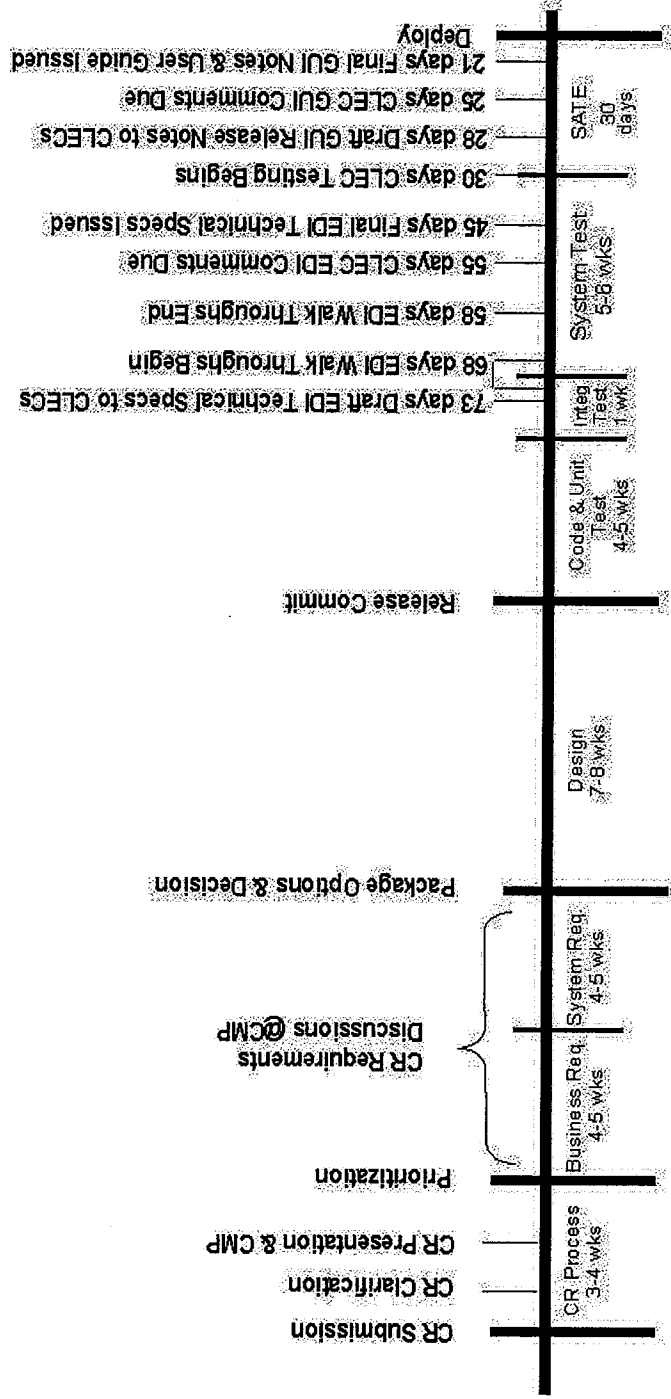 CR Submission
CR Clarification
CR Presentation & CMP
Prioritization
CR Requirements
Discussions @CMP
Package Options & Decision
Release Commit
73 days Draft EDI Technical Specs to CLECs
68 days EDI Walk Throughs Begin
58 days EDI Walk Throughs End
55 days CLEC EDI Comments Due
45 days Final EDI Technical Specs Issued
30 days CLEC Testing Begins
28 days Draft GUI Release Notes to CLECs
25 days CLEC GUI Comments Due
21 days Final GUI Notes & User Guide Issued
Deploy
CR Process
3-4 wks
Business Req.
4-5 wks
System Req.
4-5 wks
Design
7-8 wks
Code & Unit
Test
4-5 wks
Integ
Test
1 wk
System Test
5-6 wks
SATE
30
days